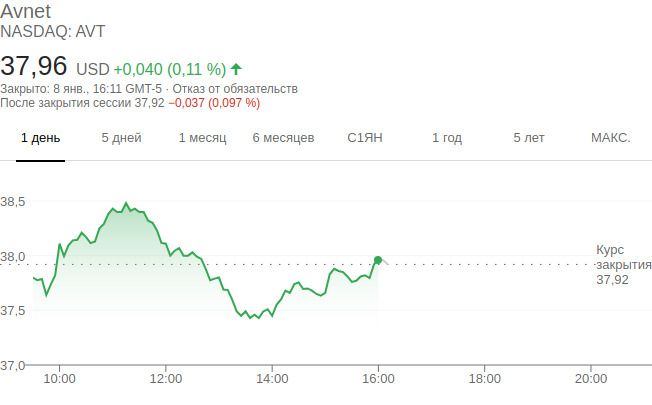 Avnet
NASDAQ: AVT
37,96 USD +0,040 (0,11 %)
Закрыто: 8 янв., 16:11 GMT-5 · Отказ от обязательств
После закрытия сессии 37,92 −0,037 (0,097 %)
1 день 5 дней 1 месяц 6 месяцев С1ЯН 1 год 5 лет МАКС.
38,5
38,0
37,5
37,0
Курс
закрытия
37,92
10:00 12:00 14:00 16:00 18:00 20:00